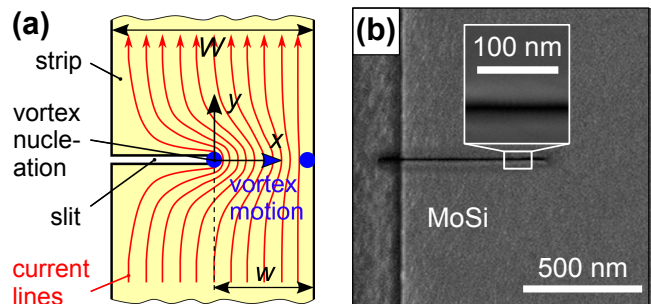 (a)
W
strip
vortex
nucle-
ation
slit
current
lines
y
x
vortex
motion
w
(b)
100 nm
MoSi
500 nm